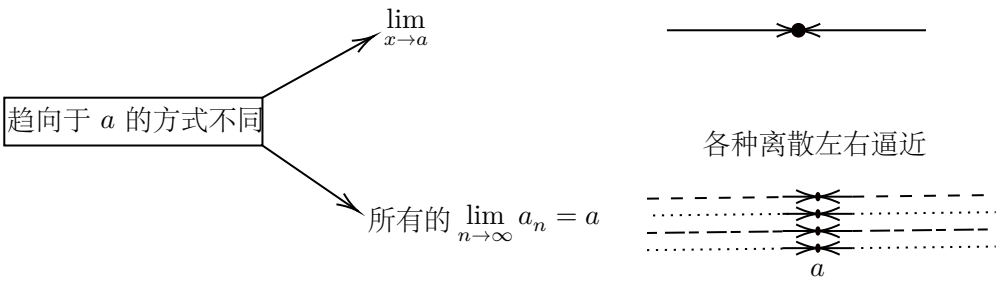 lim
x→a
趋向于 a 的方式不同
各种离散左右逼近
所有的 lim a_n = a
n→∞
a